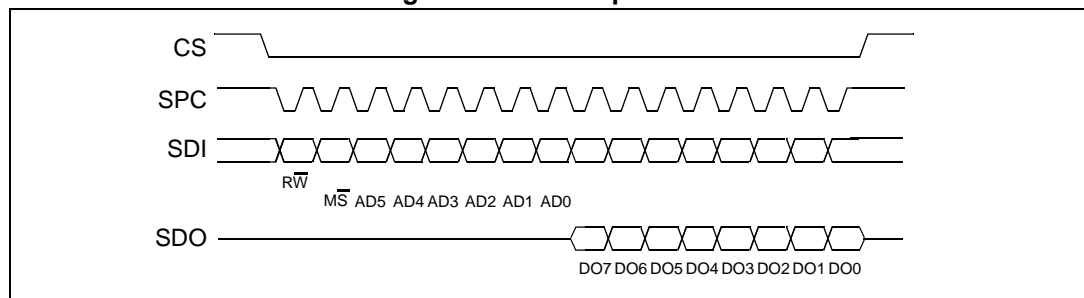 CS
SPC
SDI
RW̅
MS̅ AD5 AD4 AD3 AD2 AD1 AD0
SDO
DO7 DO6 DO5 DO4 DO3 DO2 DO1 DO0